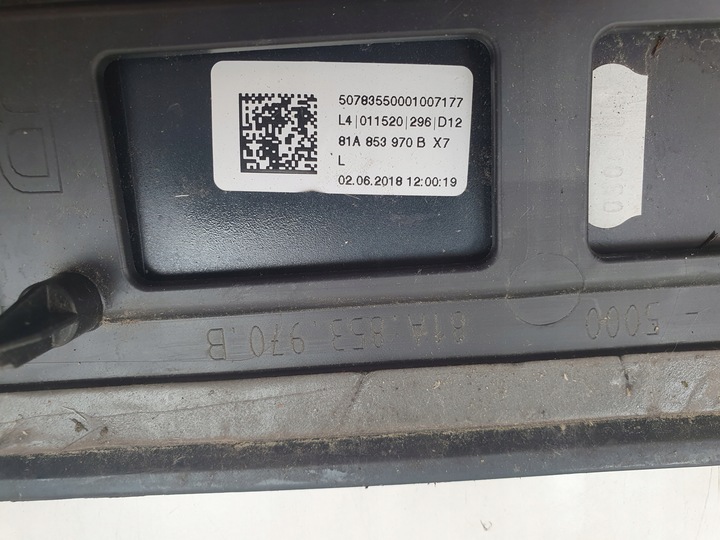 50783550001007177
L4|011520|296|D12
81A 853 970 B X7
L
02.06.2018 12:00:19
81A.853.970.B
- 5000